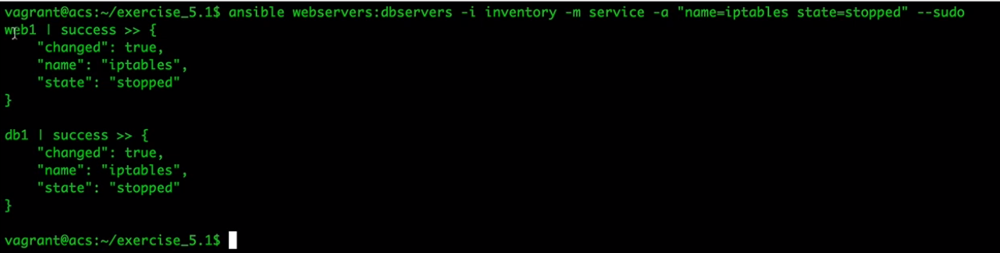 vagrant@acs:~/exercise_5.1$ ansible webservers:dbservers -i inventory -m service -a "name=iptables state=stopped" --sudo
web1 | success >> {
    "changed": true,
    "name": "iptables",
    "state": "stopped"
}
db1 | success >> {
    "changed": true,
    "name": "iptables",
    "state": "stopped"
}
vagrant@acs:~/exercise_5.1$